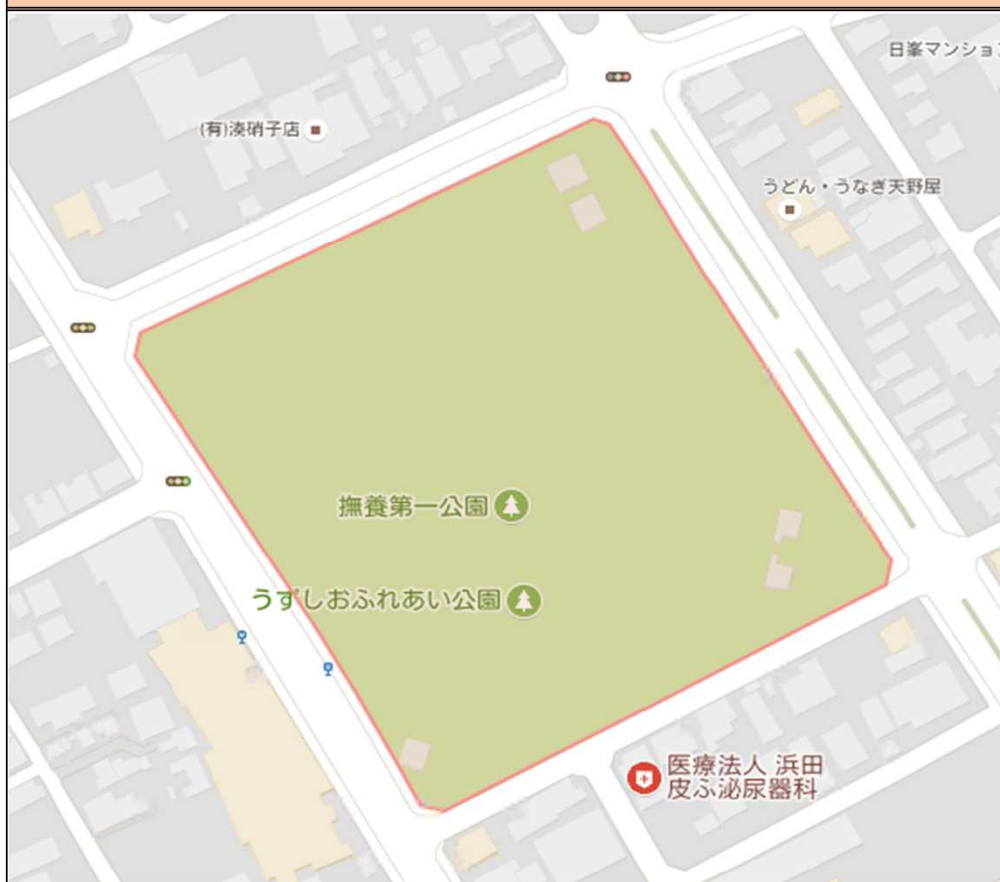 日峯マンション
(有)湊硝子店
うどん・うなぎ天野屋
撫養第一公園
うずしおふれあい公園
医療法人 浜田
皮ふ泌尿器科